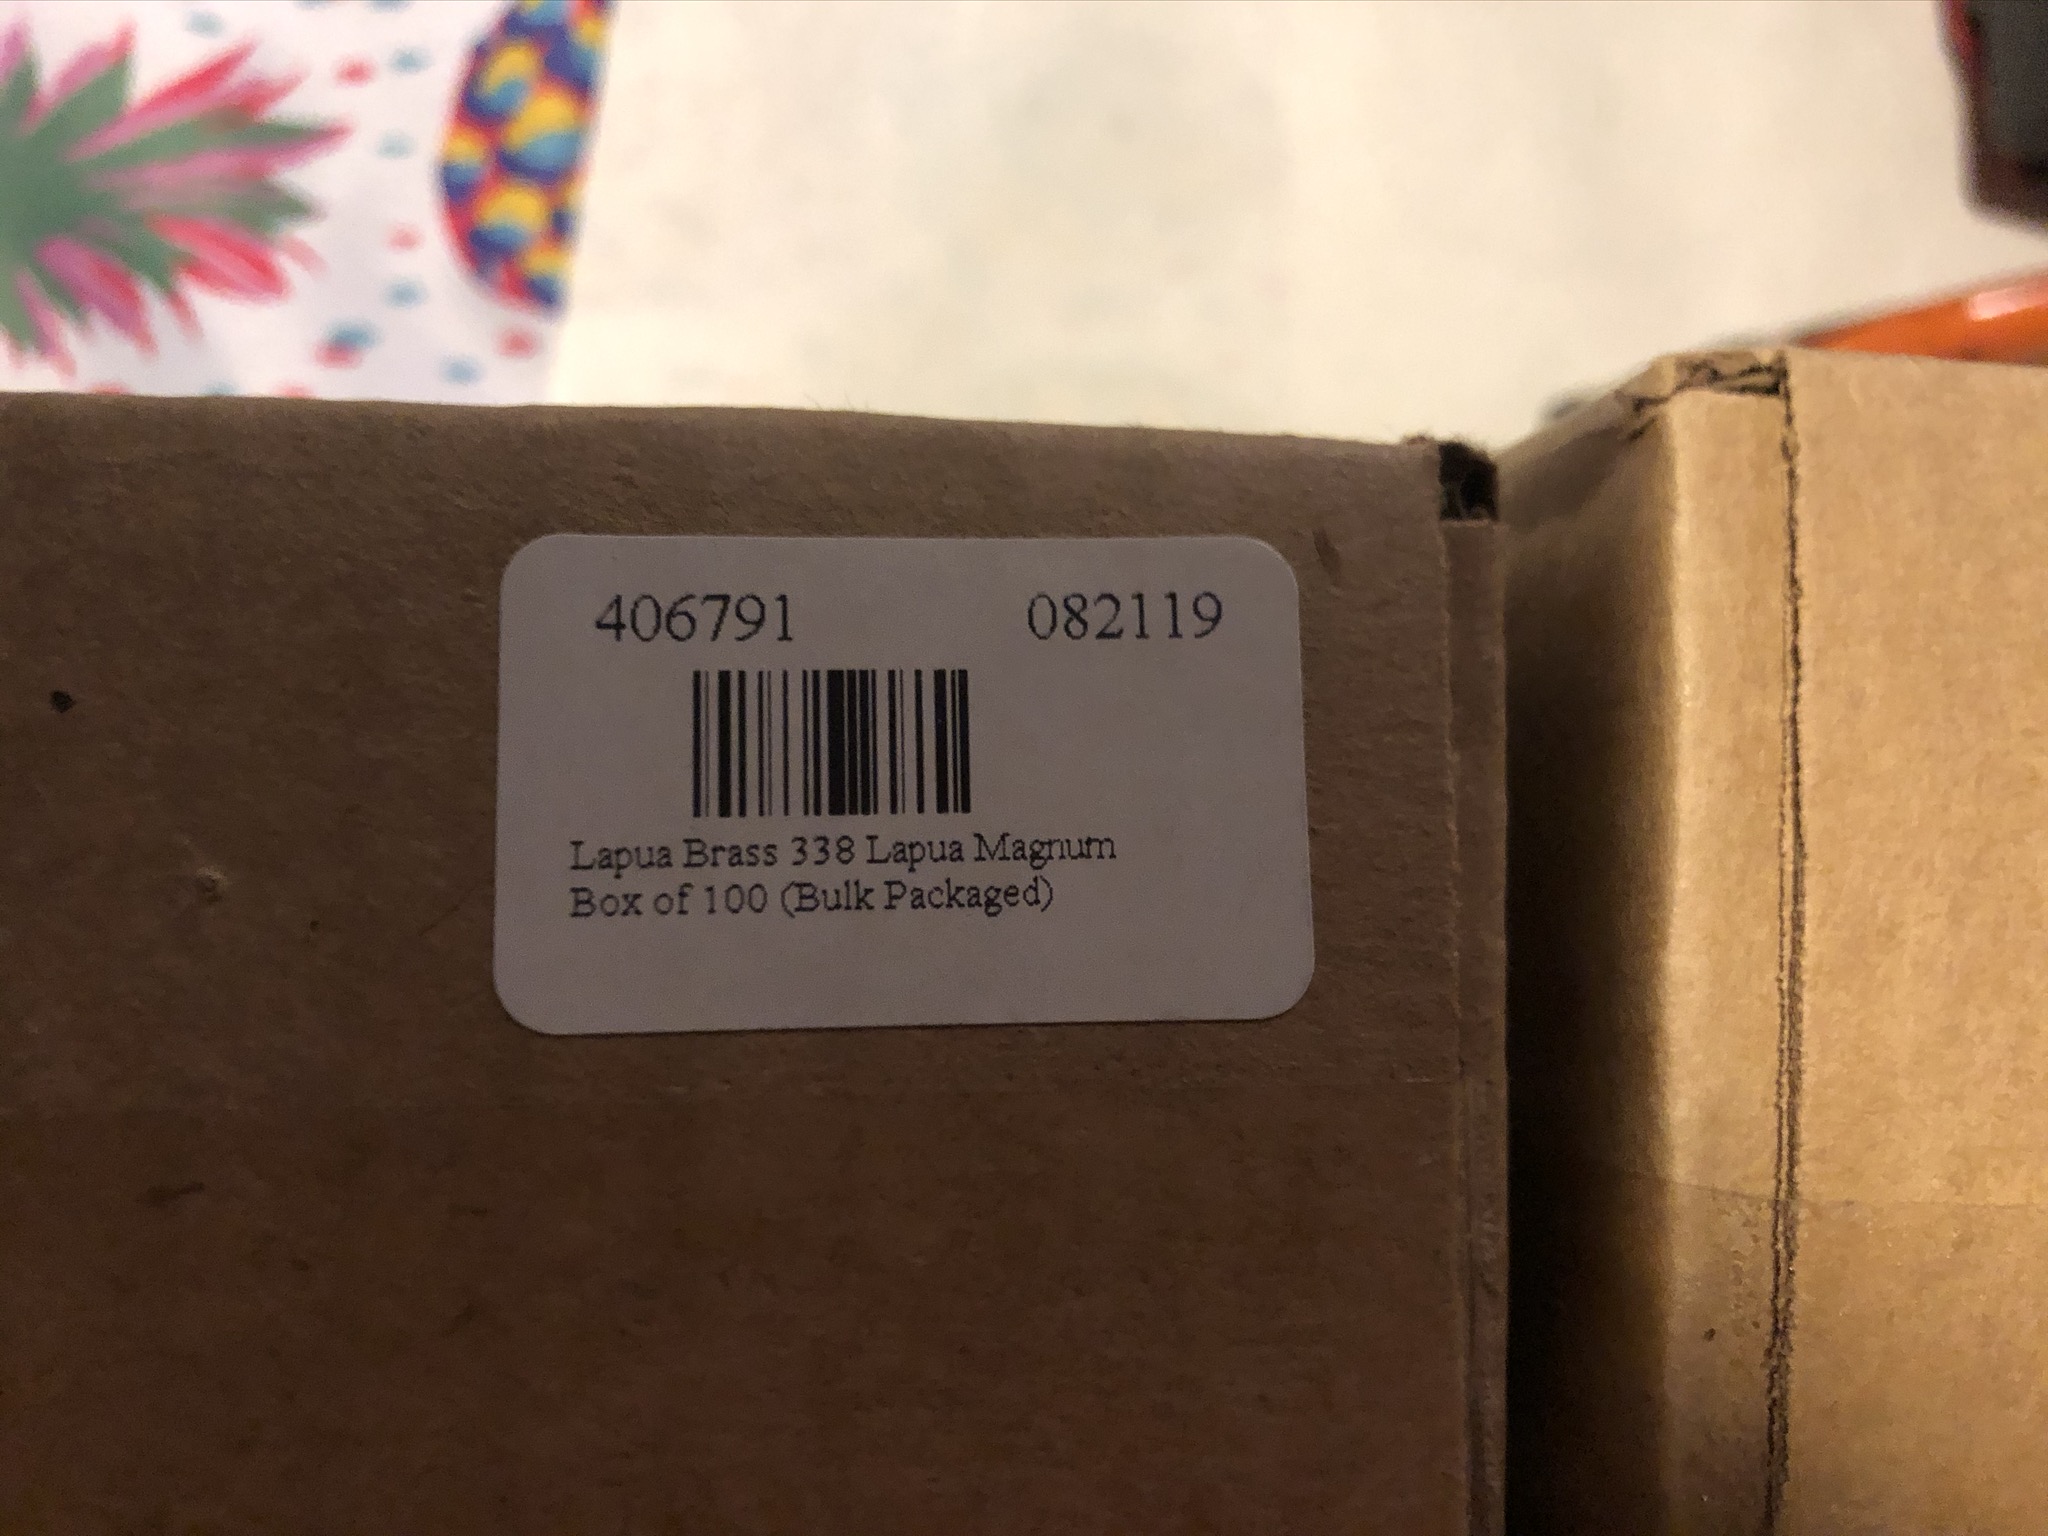 406791 082119
Lapua Brass 338 Lapua Magnum
Box of 100 (Bulk Packaged)